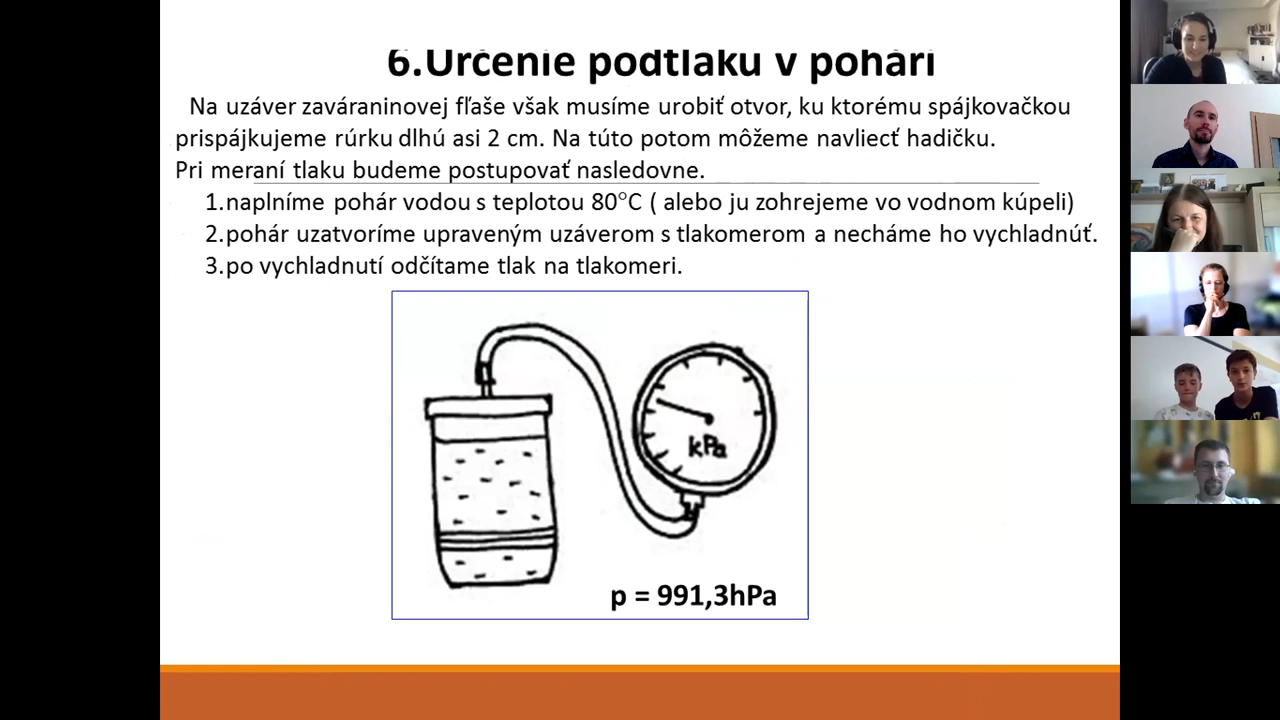 6.Určenie podtlaku v pohári
Na uzáver zaváraninovej fľaše však musíme urobiť otvor, ku ktorému spájkovačkou
prispájkujeme rúrku dlhú asi 2 cm. Na túto potom môžeme navliecť hadičku.
Pri meraní tlaku budeme postupovať nasledovne.
1.naplníme pohár vodou s teplotou 80°C ( alebo ju zohrejeme vo vodnom kúpeli)
2.pohár uzatvoríme upraveným uzáverom s tlakomerom a necháme ho vychladnúť.
3.po vychladnutí odčítame tlak na tlakomeri.
kPa
p = 991,3hPa